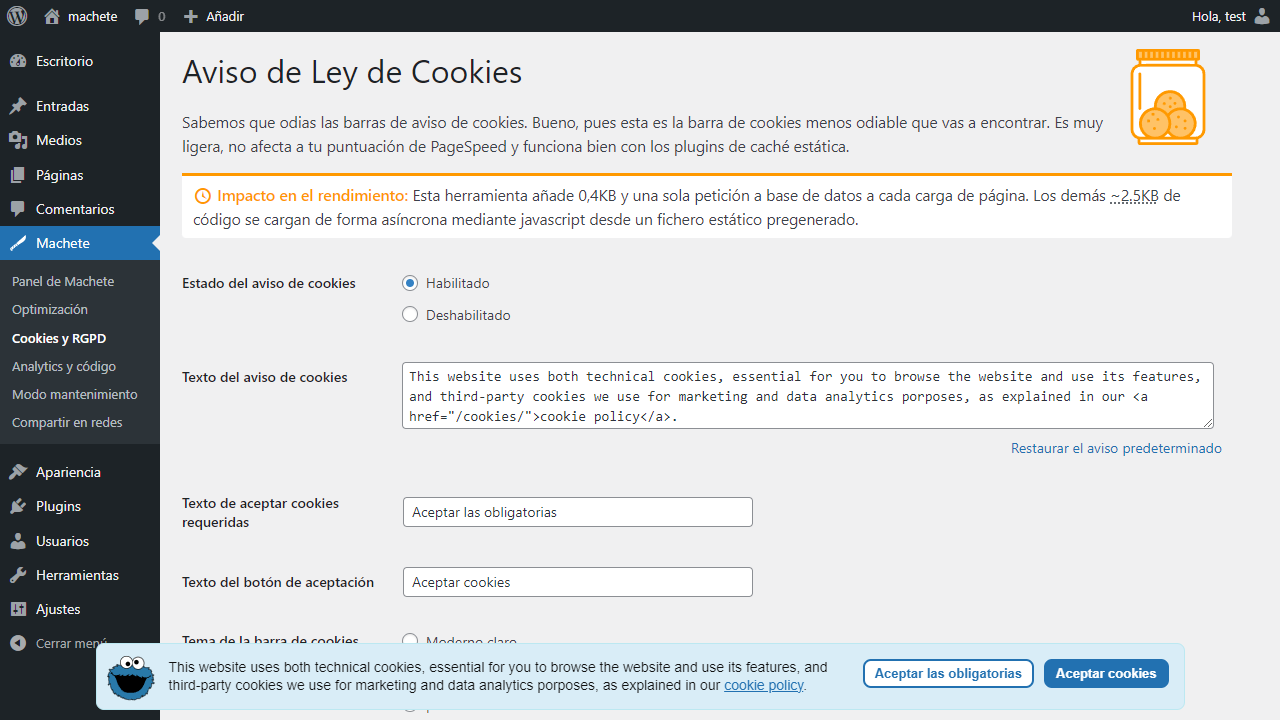 machete
0
Añadir
Hola, test
Escritorio
Entradas
Medios
Páginas
Comentarios
Machete
Panel de Machete
Optimización
Cookies y RGPD
Analytics y código
Modo mantenimiento
Compartir en redes
Apariencia
Plugins
Usuarios
Herramientas
Ajustes
Cerrar menú
Aviso de Ley de Cookies
Sabemos que odias las barras de aviso de cookies. Bueno, pues esta es la barra de cookies menos odiable que vas a encontrar. Es muy
ligera, no afecta a tu puntuación de PageSpeed y funciona bien con los plugins de caché estática.
Impacto en el rendimiento: Esta herramienta añade 0,4KB y una sola petición a base de datos a cada carga de página. Los demás ~2.5KB de
código se cargan de forma asíncrona mediante javascript desde un fichero estático pregenerado.
Estado del aviso de cookies
Habilitado
Deshabilitado
Texto del aviso de cookies
This website uses both technical cookies, essential for you to browse the website and use its features,
and third-party cookies we use for marketing and data analytics porposes, as explained in our <a
href="/cookies/">cookie policy</a>.
Restaurar el aviso predeterminado
Texto de aceptar cookies
requeridas
Aceptar las obligatorias
Texto del botón de aceptación
Aceptar cookies
Tema de la barra de cookies
Moderno claro
This website uses both technical cookies, essential for you to browse the website and use its features, and
third-party cookies we use for marketing and data analytics porposes, as explained in our cookie policy.
Aceptar las obligatorias
Aceptar cookies